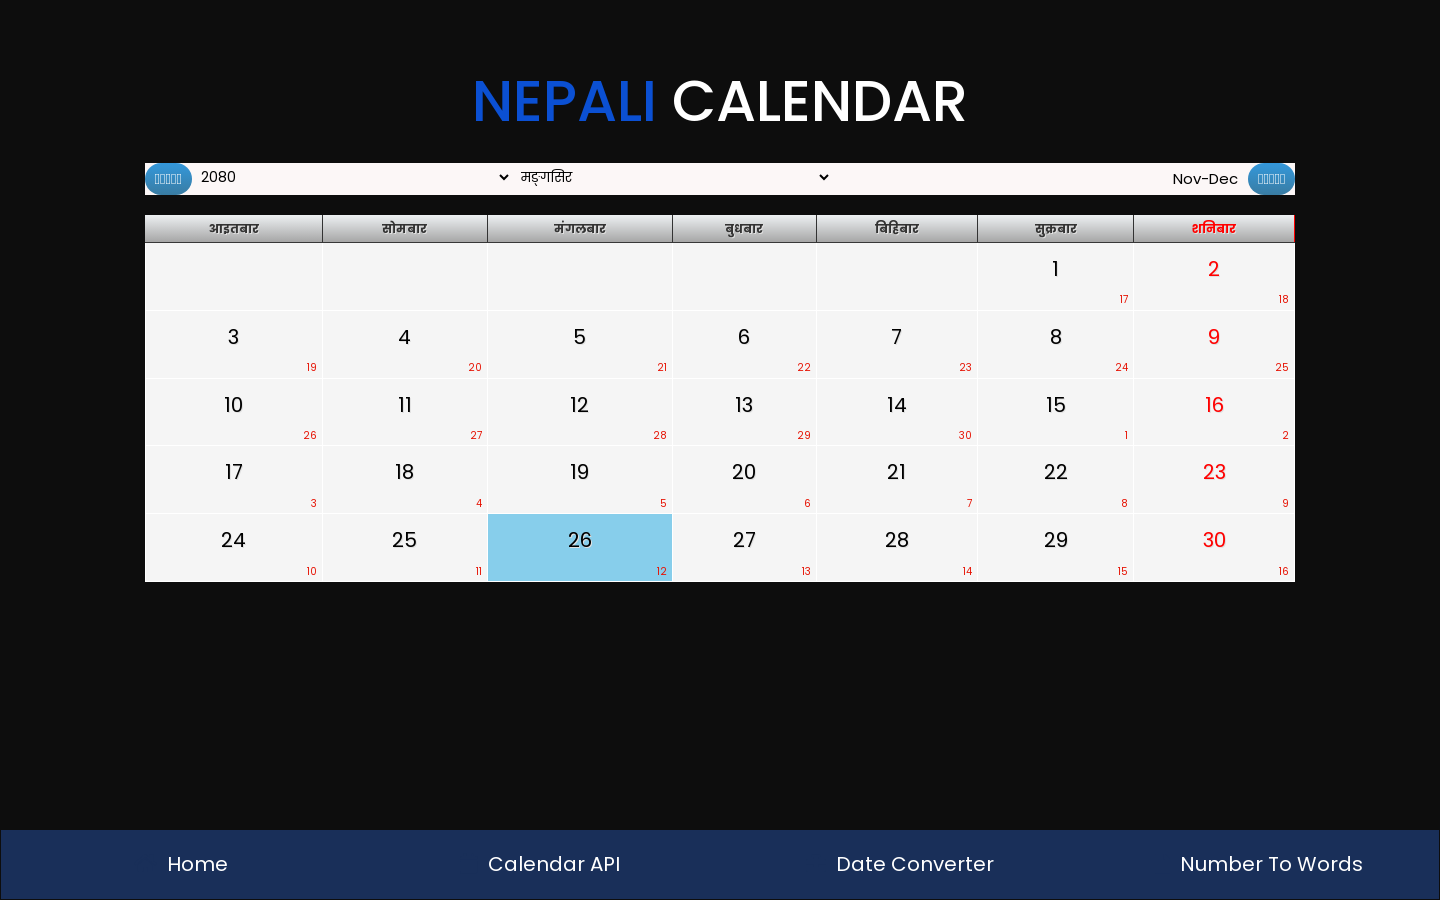 NEPALI CALENDAR
2080 मङ्गसिर Nov-Dec
आइतबार सोमबार मंगलबार बुधबार बिहिबार सुक्रबार शनिबार
1 2
17 18
3 4 5 6 7 8 9
19 20 21 22 23 24 25
10 11 12 13 14 15 16
26 27 28 29 30 1 2
17 18 19 20 21 22 23
3 4 5 6 7 8 9
24 25 26 27 28 29 30
10 11 12 13 14 15 16
Home Calendar API Date Converter Number To Words